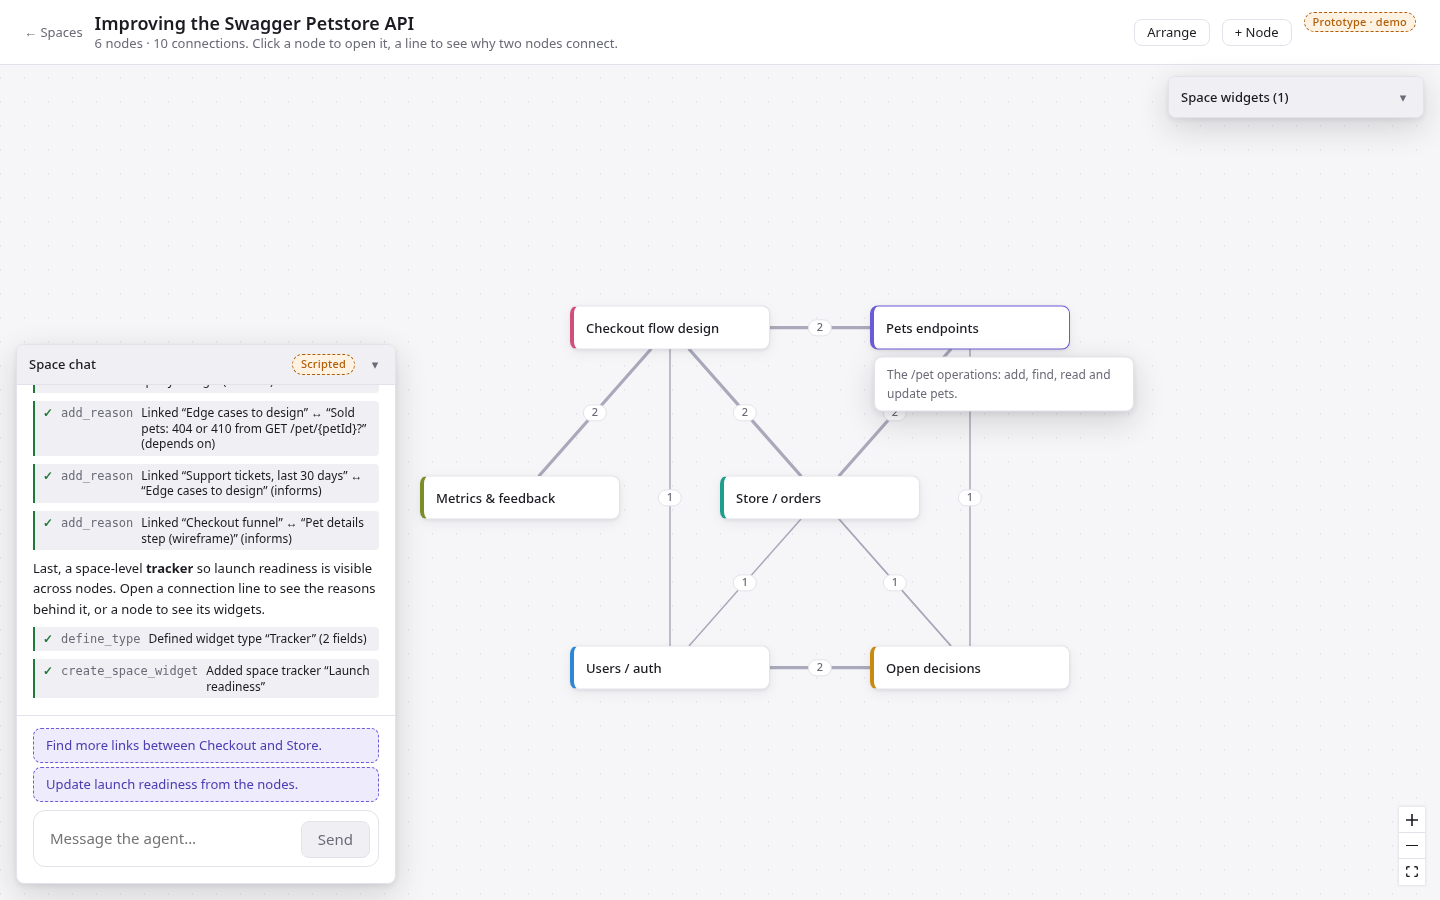 ← Spaces
Improving the Swagger Petstore API
6 nodes · 10 connections. Click a node to open it, a line to see why two nodes connect.
Arrange
+ Node
Prototype · demo
Space widgets (1)
▼
Checkout flow design
2
Pets endpoints
The /pet operations: add, find, read and
update pets.
2
2
2
Metrics & feedback
1
Store / orders
1
1
1
Users / auth
2
Open decisions
Space chat
Scripted
▼
✓ add_reason Linked “Edge cases to design” ↔ “Sold
pets: 404 or 410 from GET /pet/{petId}?”
(depends on)
✓ add_reason Linked “Support tickets, last 30 days” ↔
“Edge cases to design” (informs)
✓ add_reason Linked “Checkout funnel” ↔ “Pet details
step (wireframe)” (informs)
Last, a space-level tracker so launch readiness is visible
across nodes. Open a connection line to see the reasons
behind it, or a node to see its widgets.
✓ define_type Defined widget type “Tracker” (2 fields)
✓ create_space_widget Added space tracker “Launch
readiness”
Find more links between Checkout and Store.
Update launch readiness from the nodes.
Message the agent...
Send